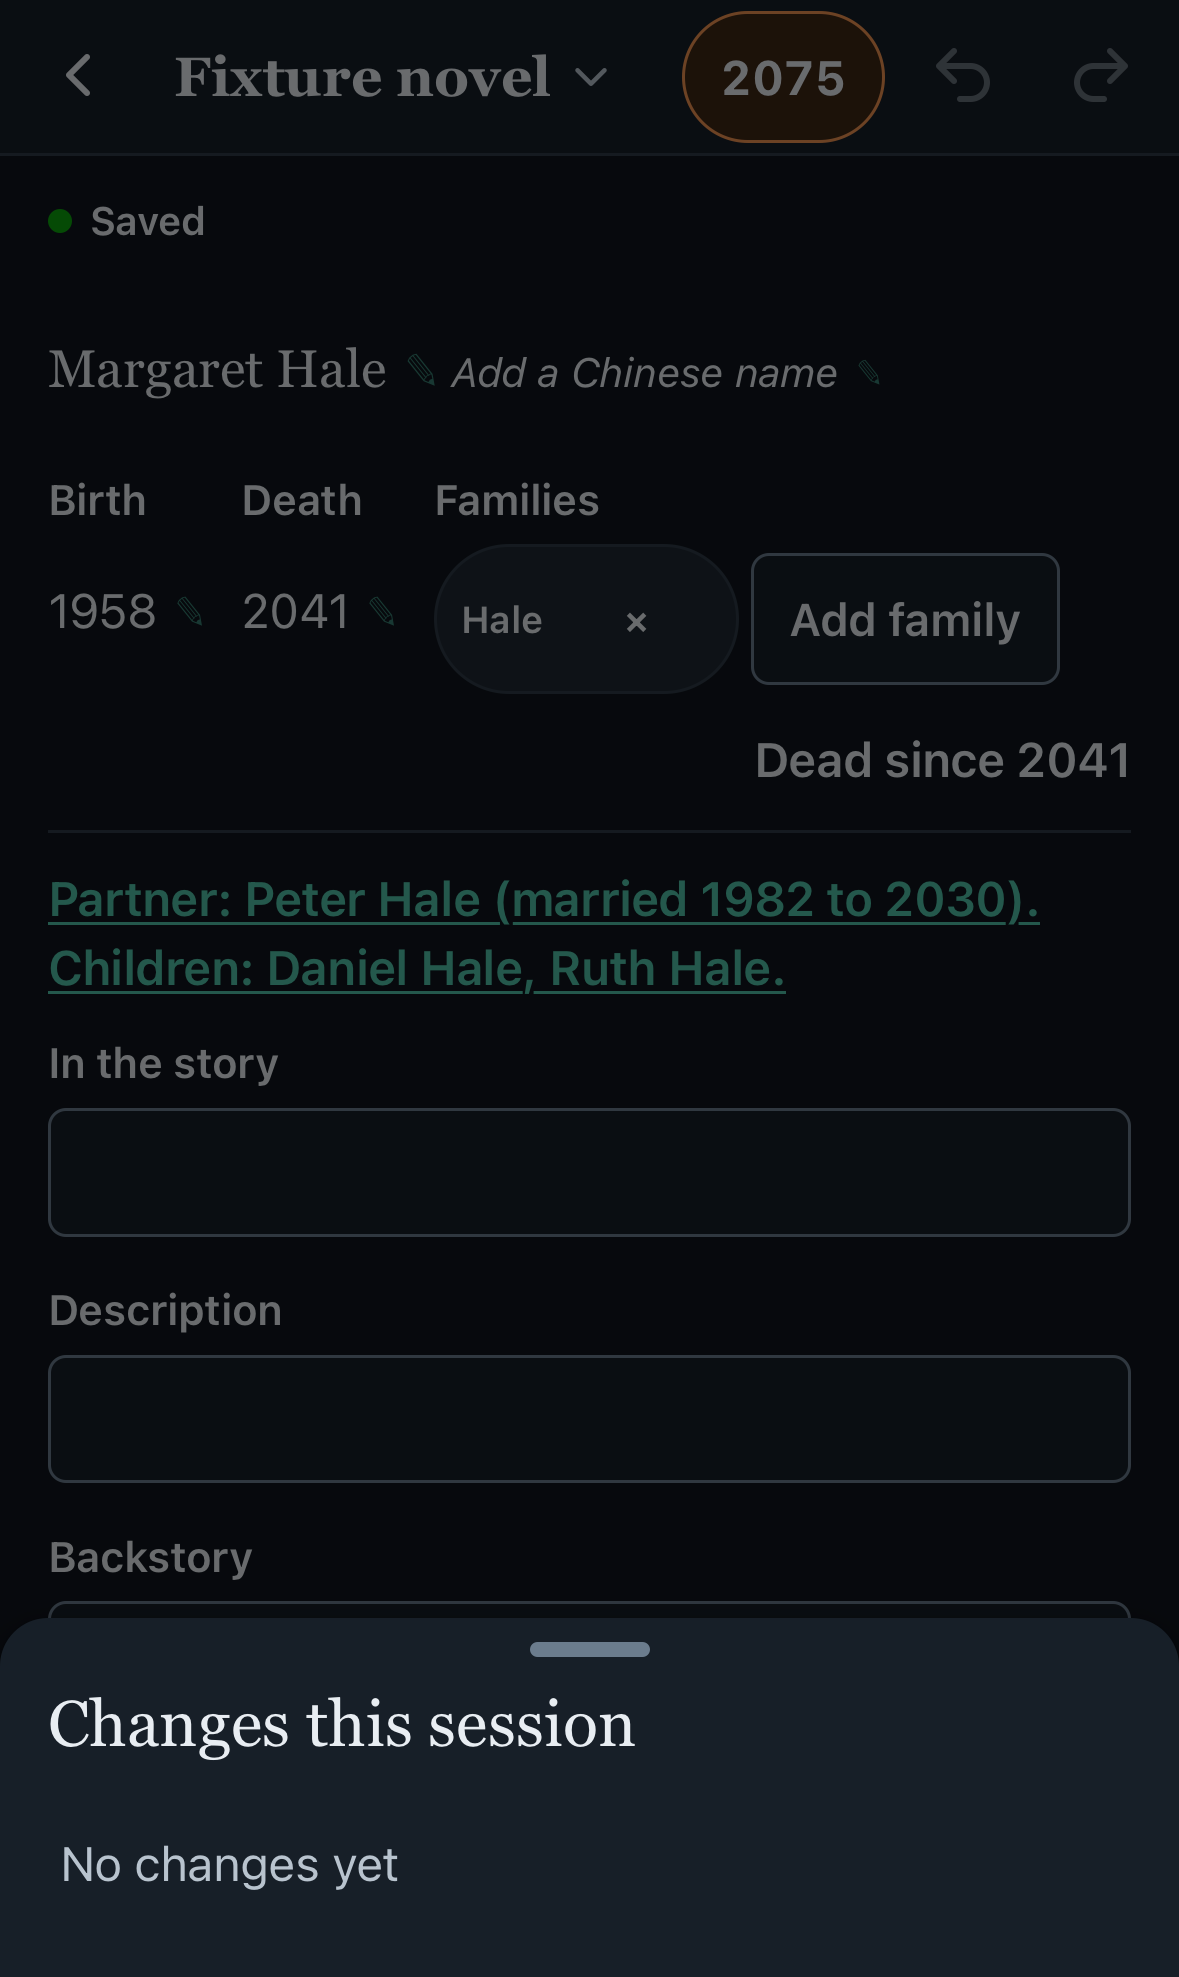 Fixture novel 2075
Saved
Margaret Hale Add a Chinese name
Birth Death Families
1958 2041 Hale × Add family
Dead since 2041
Partner: Peter Hale (married 1982 to 2030).
Children: Daniel Hale, Ruth Hale.
In the story
Description
Backstory
Changes this session
No changes yet